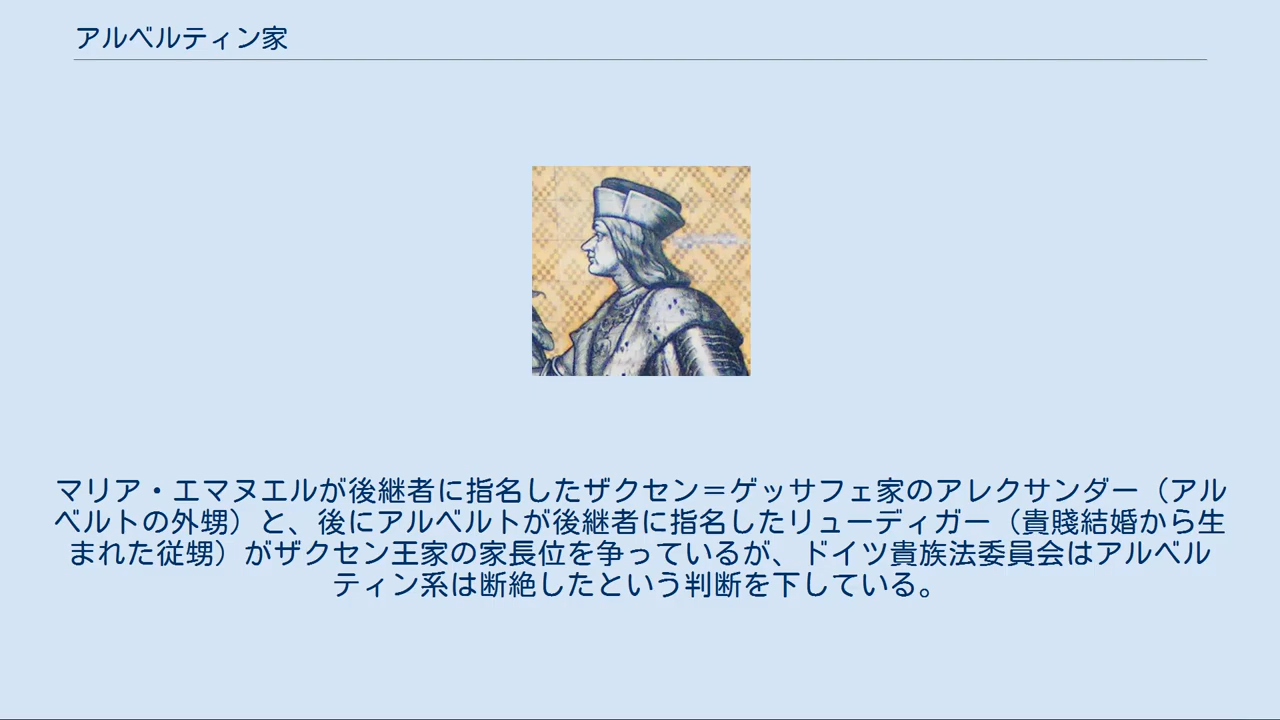 アルベルティン家
マリア・エマヌエルが後継者に指名したザクセン＝ゲッサフェ家のアレクサンダー（アル
ベルトの外甥）と、後にアルベルトが後継者に指名したリューディガー（貴賤結婚から生
まれた従甥）がザクセン王家の家長位を争っているが、ドイツ貴族法委員会はアルベル
ティン系は断絶したという判断を下している。